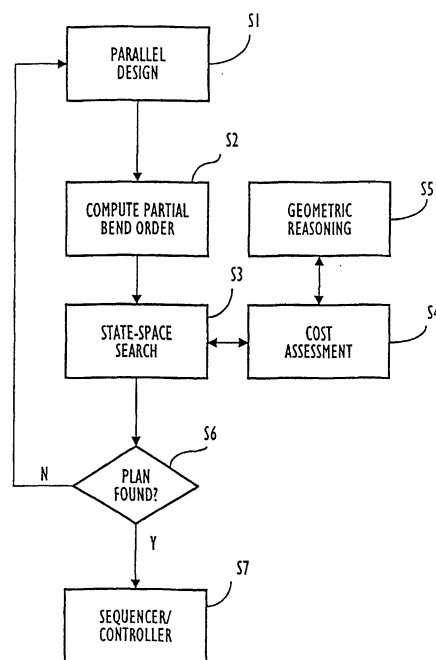 S1
PARALLEL
DESIGN
S2
COMPUTE PARTIAL
BEND ORDER
S5
GEOMETRIC
REASONING
S3
STATE-SPACE
SEARCH
S4
COST
ASSESSMENT
S6
PLAN
FOUND?
N
Y
S7
SEQUENCER/
CONTROLLER